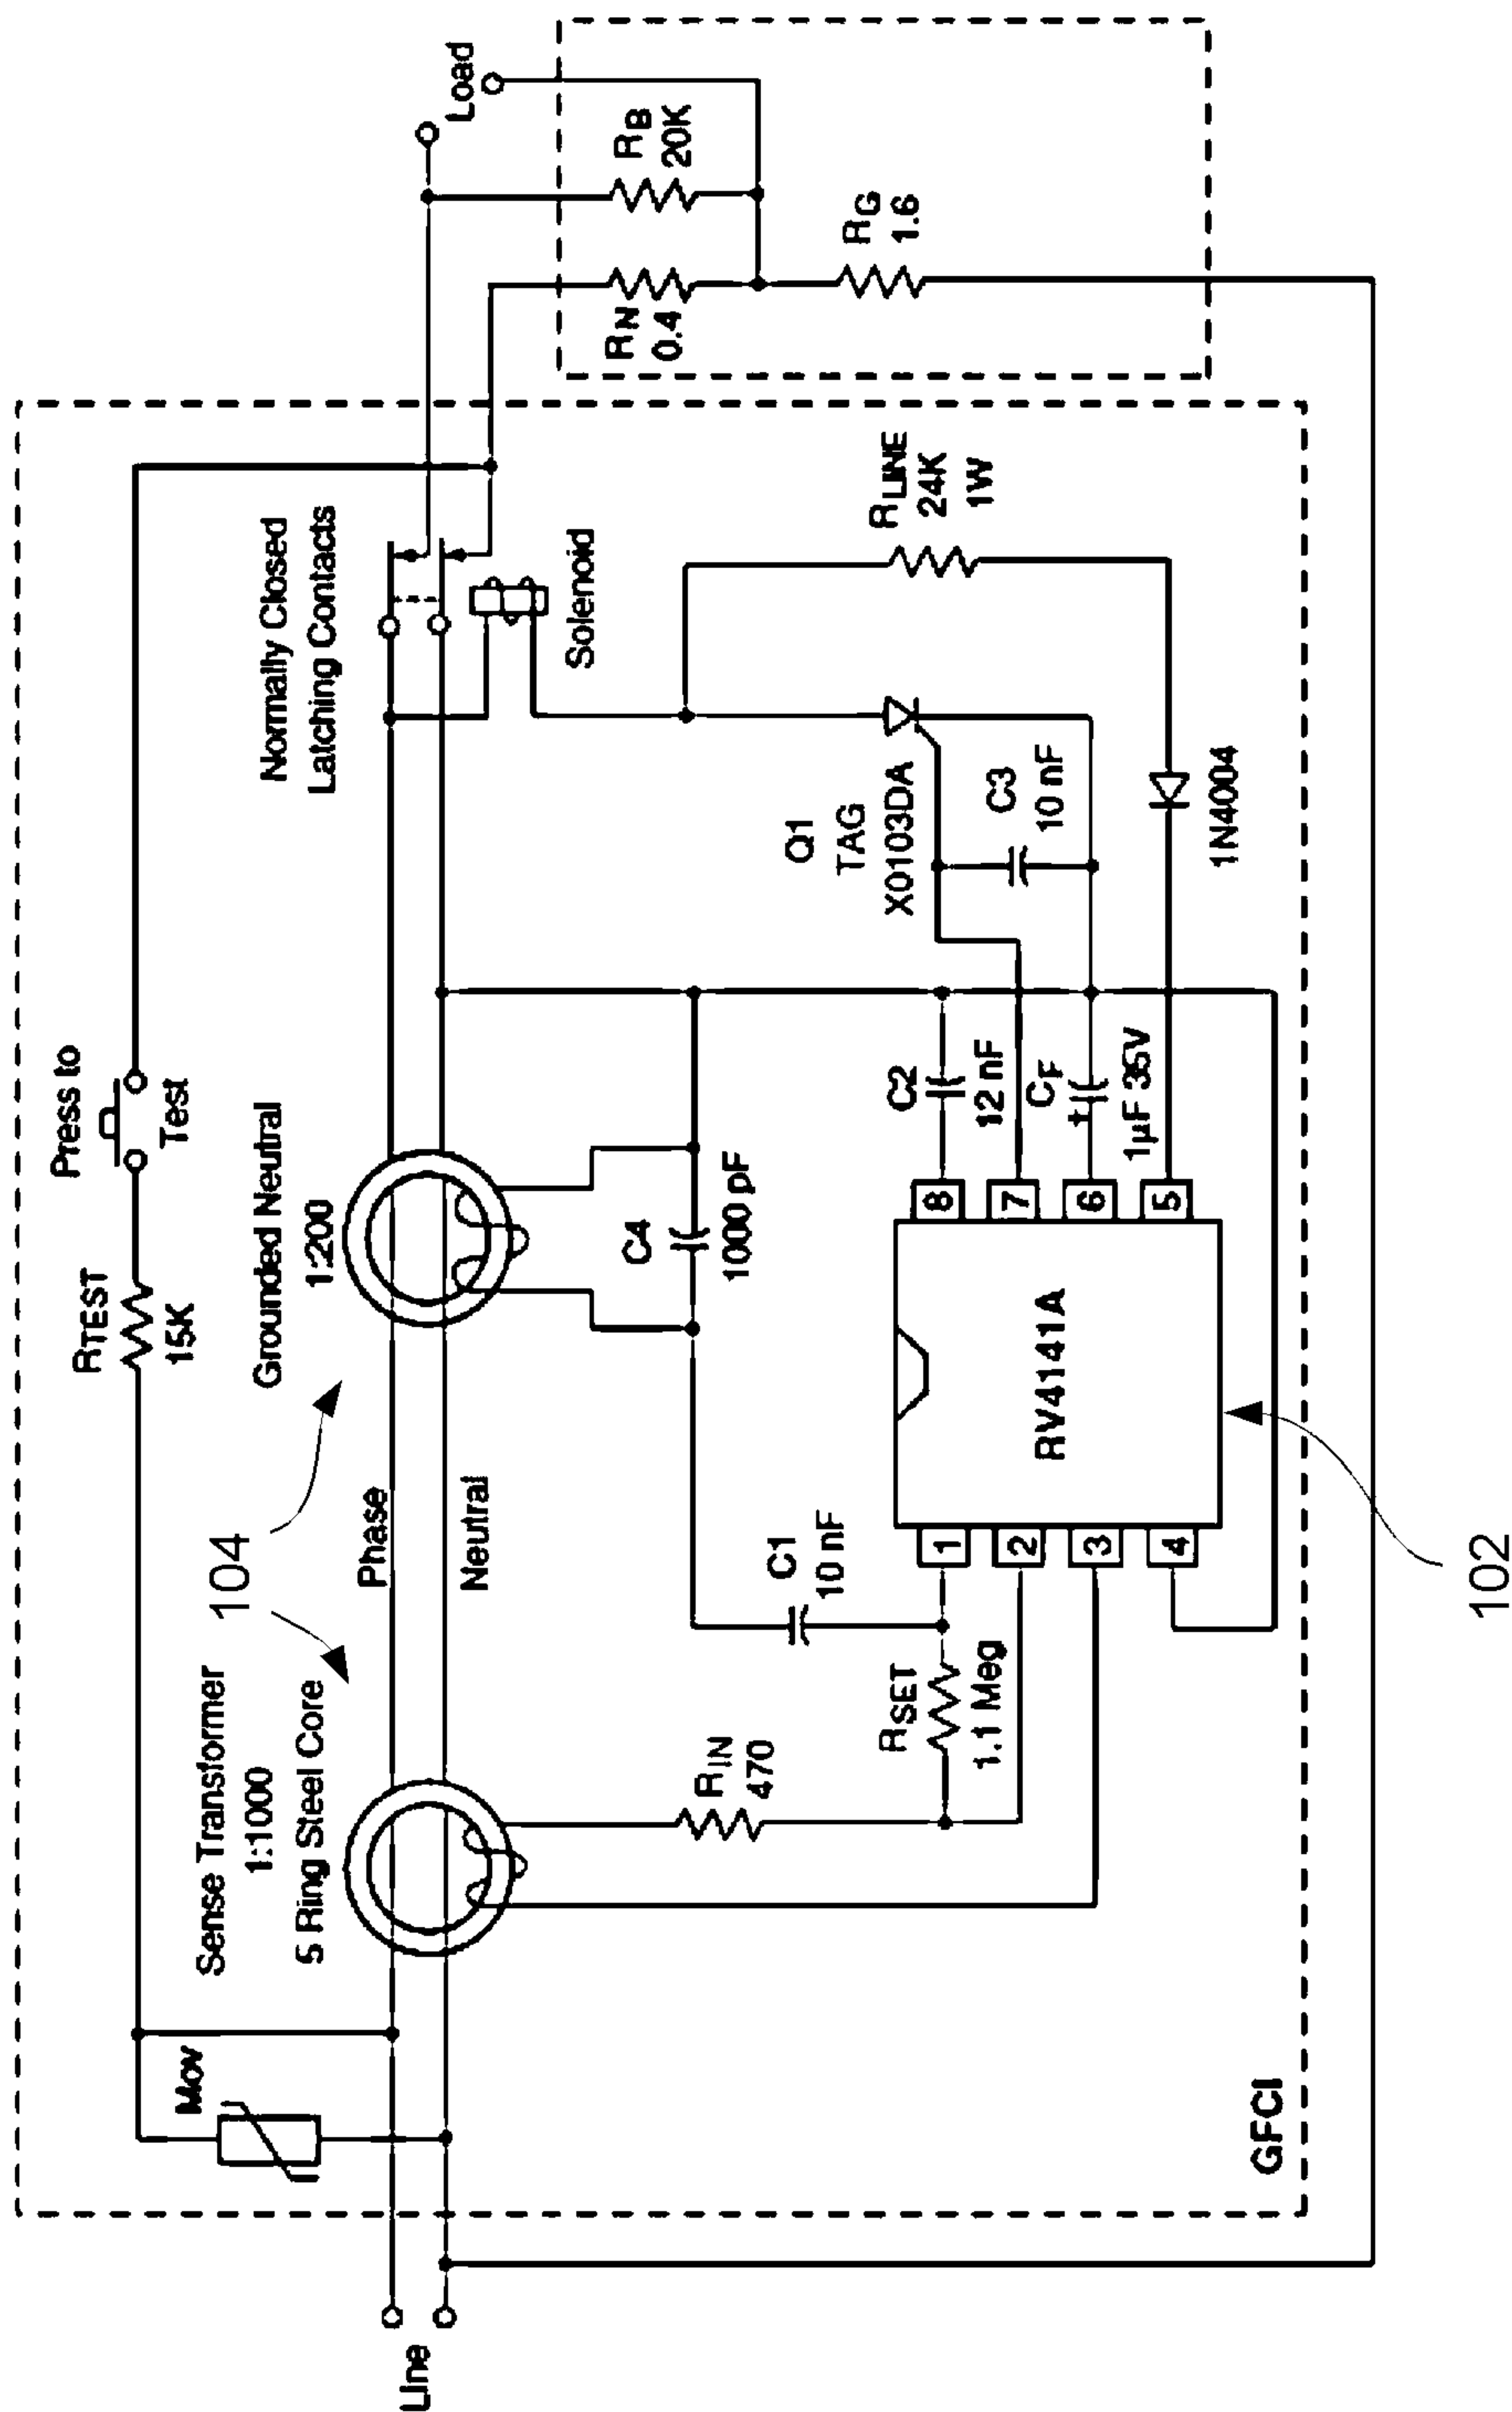 Press to
Test
RTEST
15K
Mov
Sense Transformer
1:1000
5 Ring Steel Core
104
Grounded Neutral
1:200
Normally Closed
Latching Contacts
Phase
Neutral
Line
Load
Solenoid
RB
20K
RN
0.4
RG
1.6
RLINE
24K
1W
RIN
470
C4
1000 pF
C1
10 nF
RSET
1.1 Meg
Q1
TAG
X0103DA
C3
10 nF
C2
12 nF
CF
+
1µF 35V
1N4004
1
2
3
4
RV4141A
8
7
6
5
GFCI
102